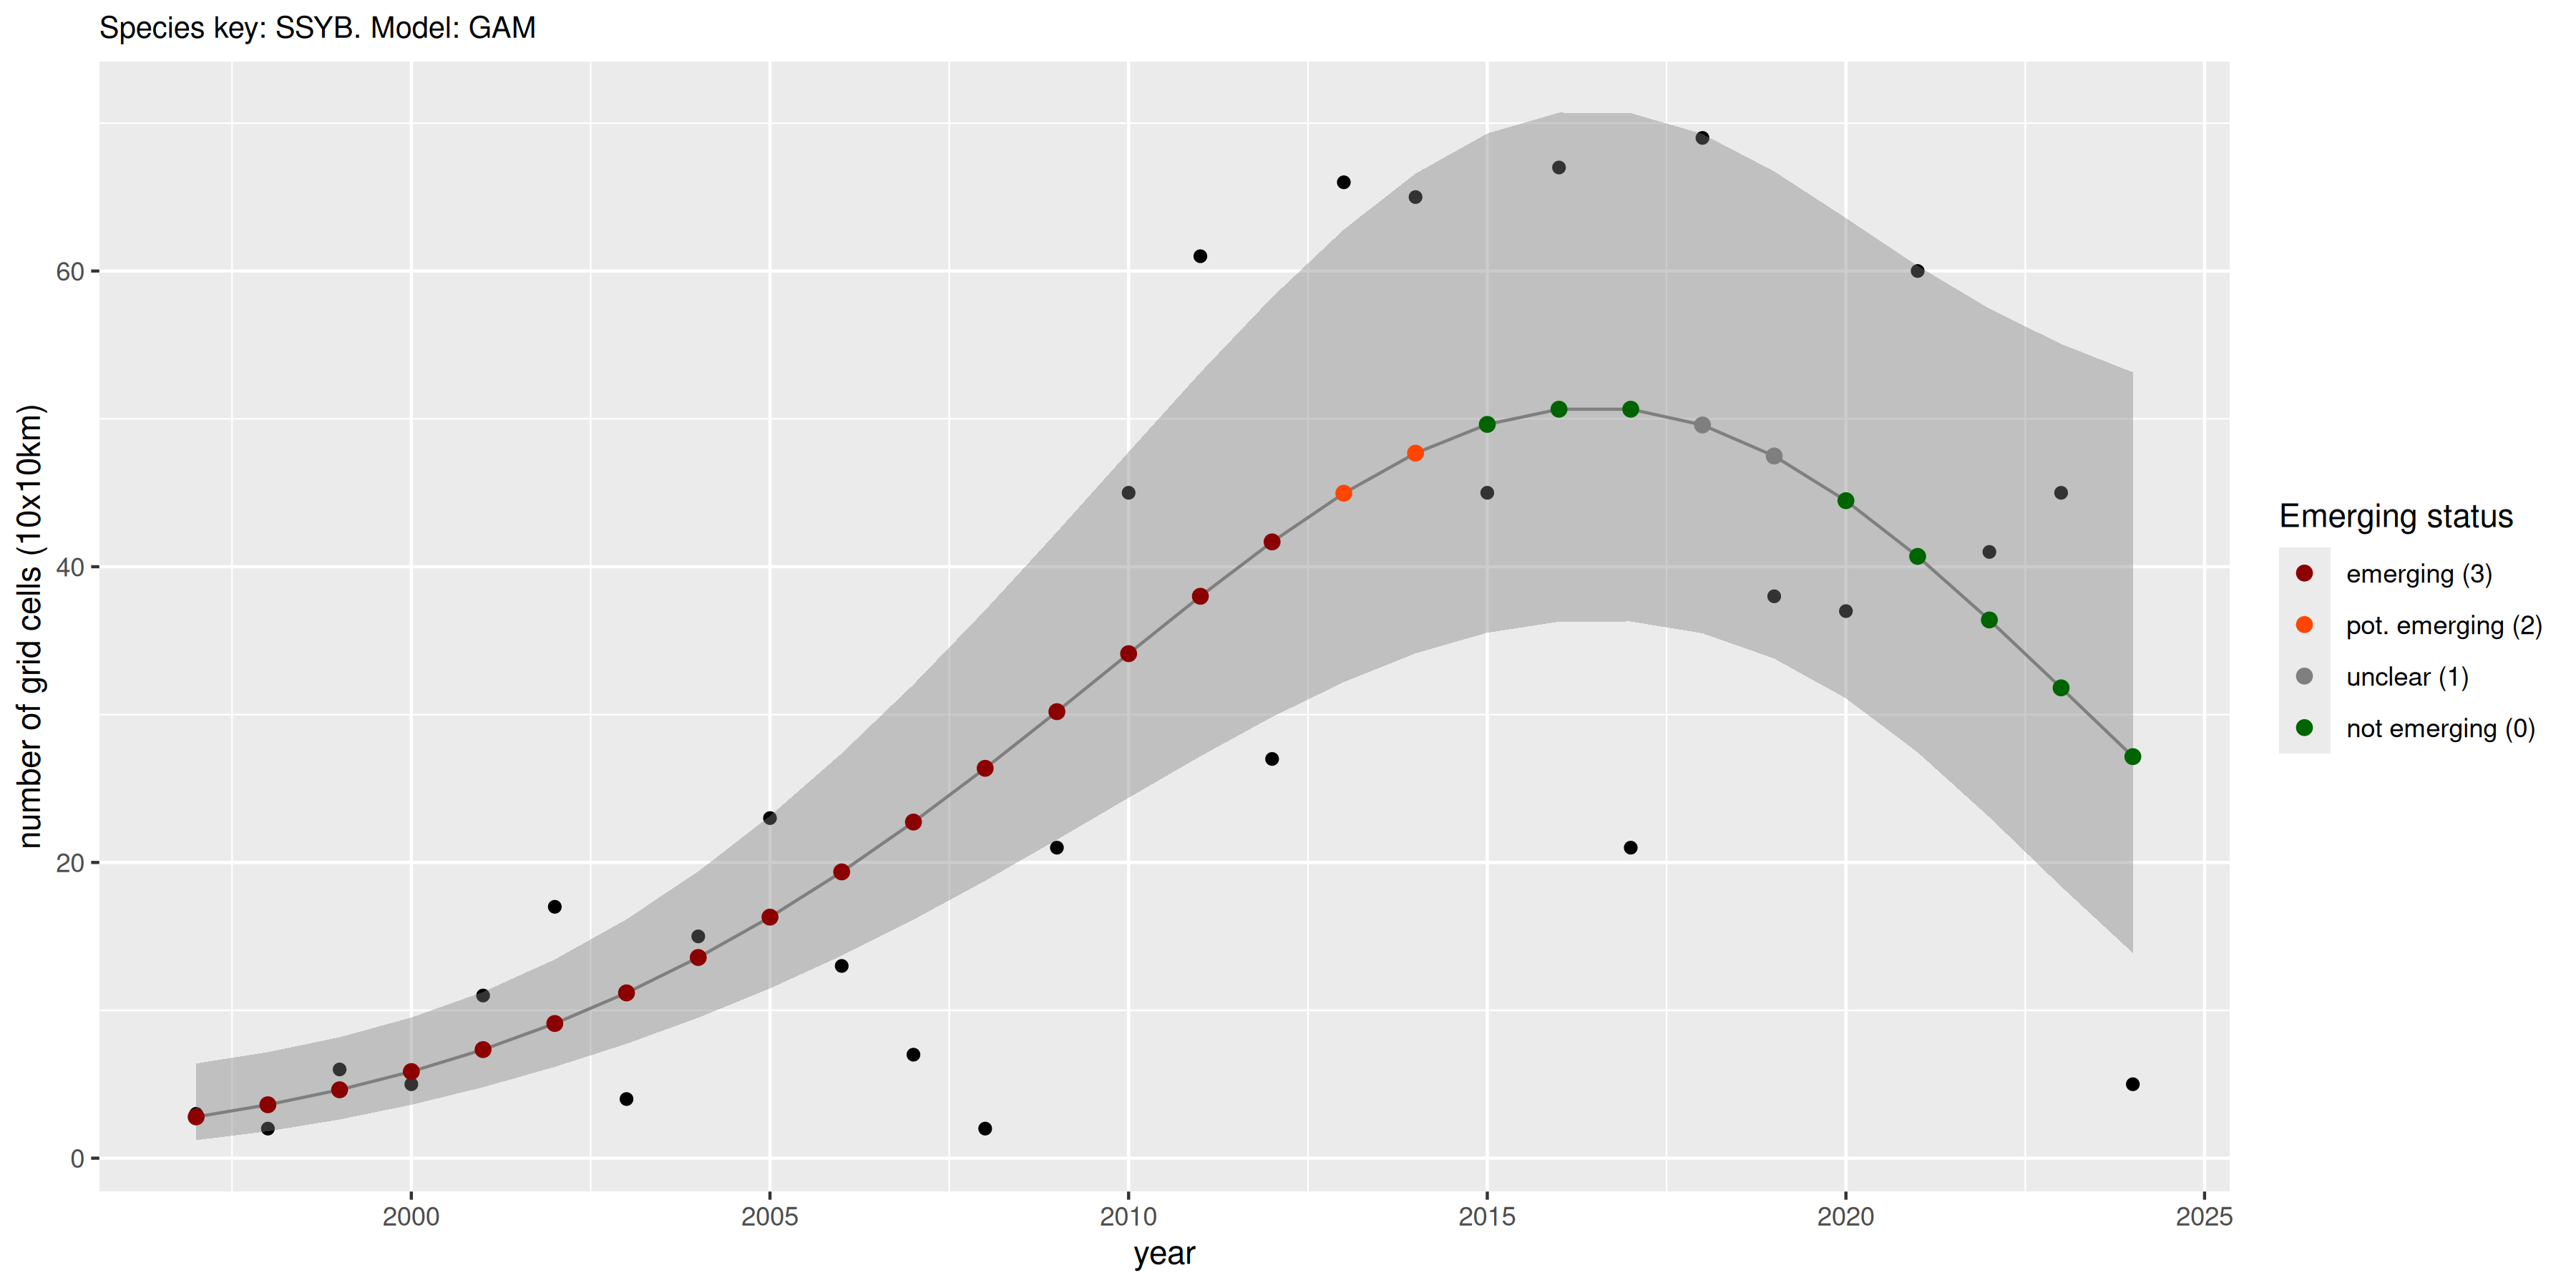 Species key: SSYB. Model: GAM
number of grid cells (10x10km)
60
40
20
0
2000 2005 2010 2015 2020 2025
year
Emerging status
emerging (3)
pot. emerging (2)
unclear (1)
not emerging (0)